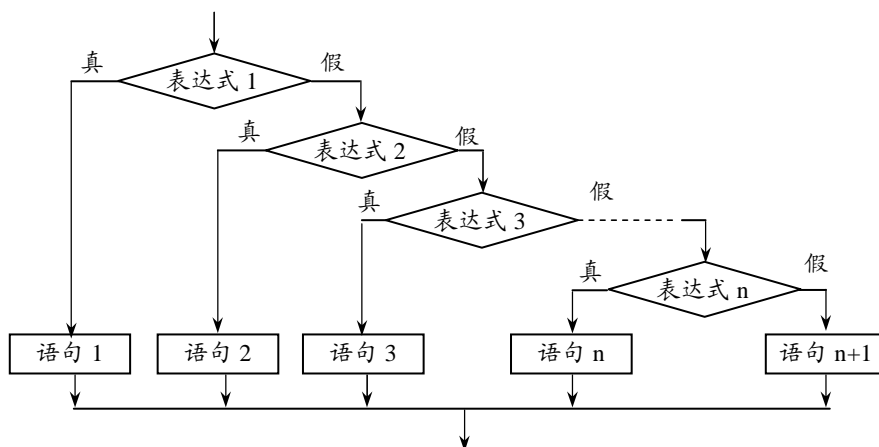 真
表达式 1
假
真
表达式 2
假
真
表达式 3
假
真
表达式 n
假
语句 1
语句 2
语句 3
语句 n
语句 n+1